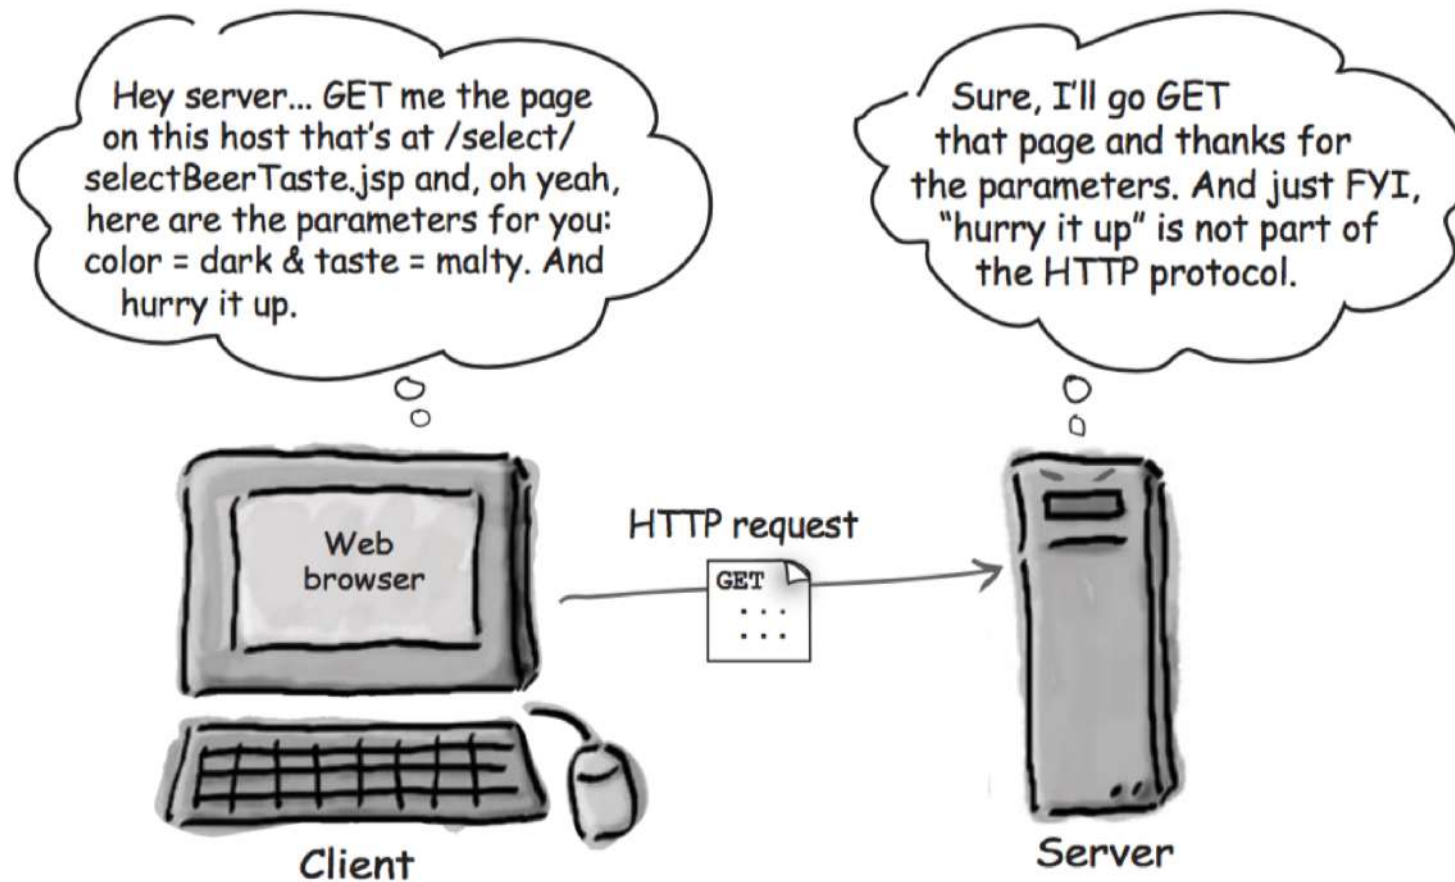 Hey server... GET me the page
on this host that's at /select/
selectBeerTaste.jsp and, oh yeah,
here are the parameters for you:
color = dark & taste = malty. And
hurry it up.
Sure, I'll go GET
that page and thanks for
the parameters. And just FYI,
"hurry it up" is not part of
the HTTP protocol.
Web
browser
HTTP request
GET
Client
Server